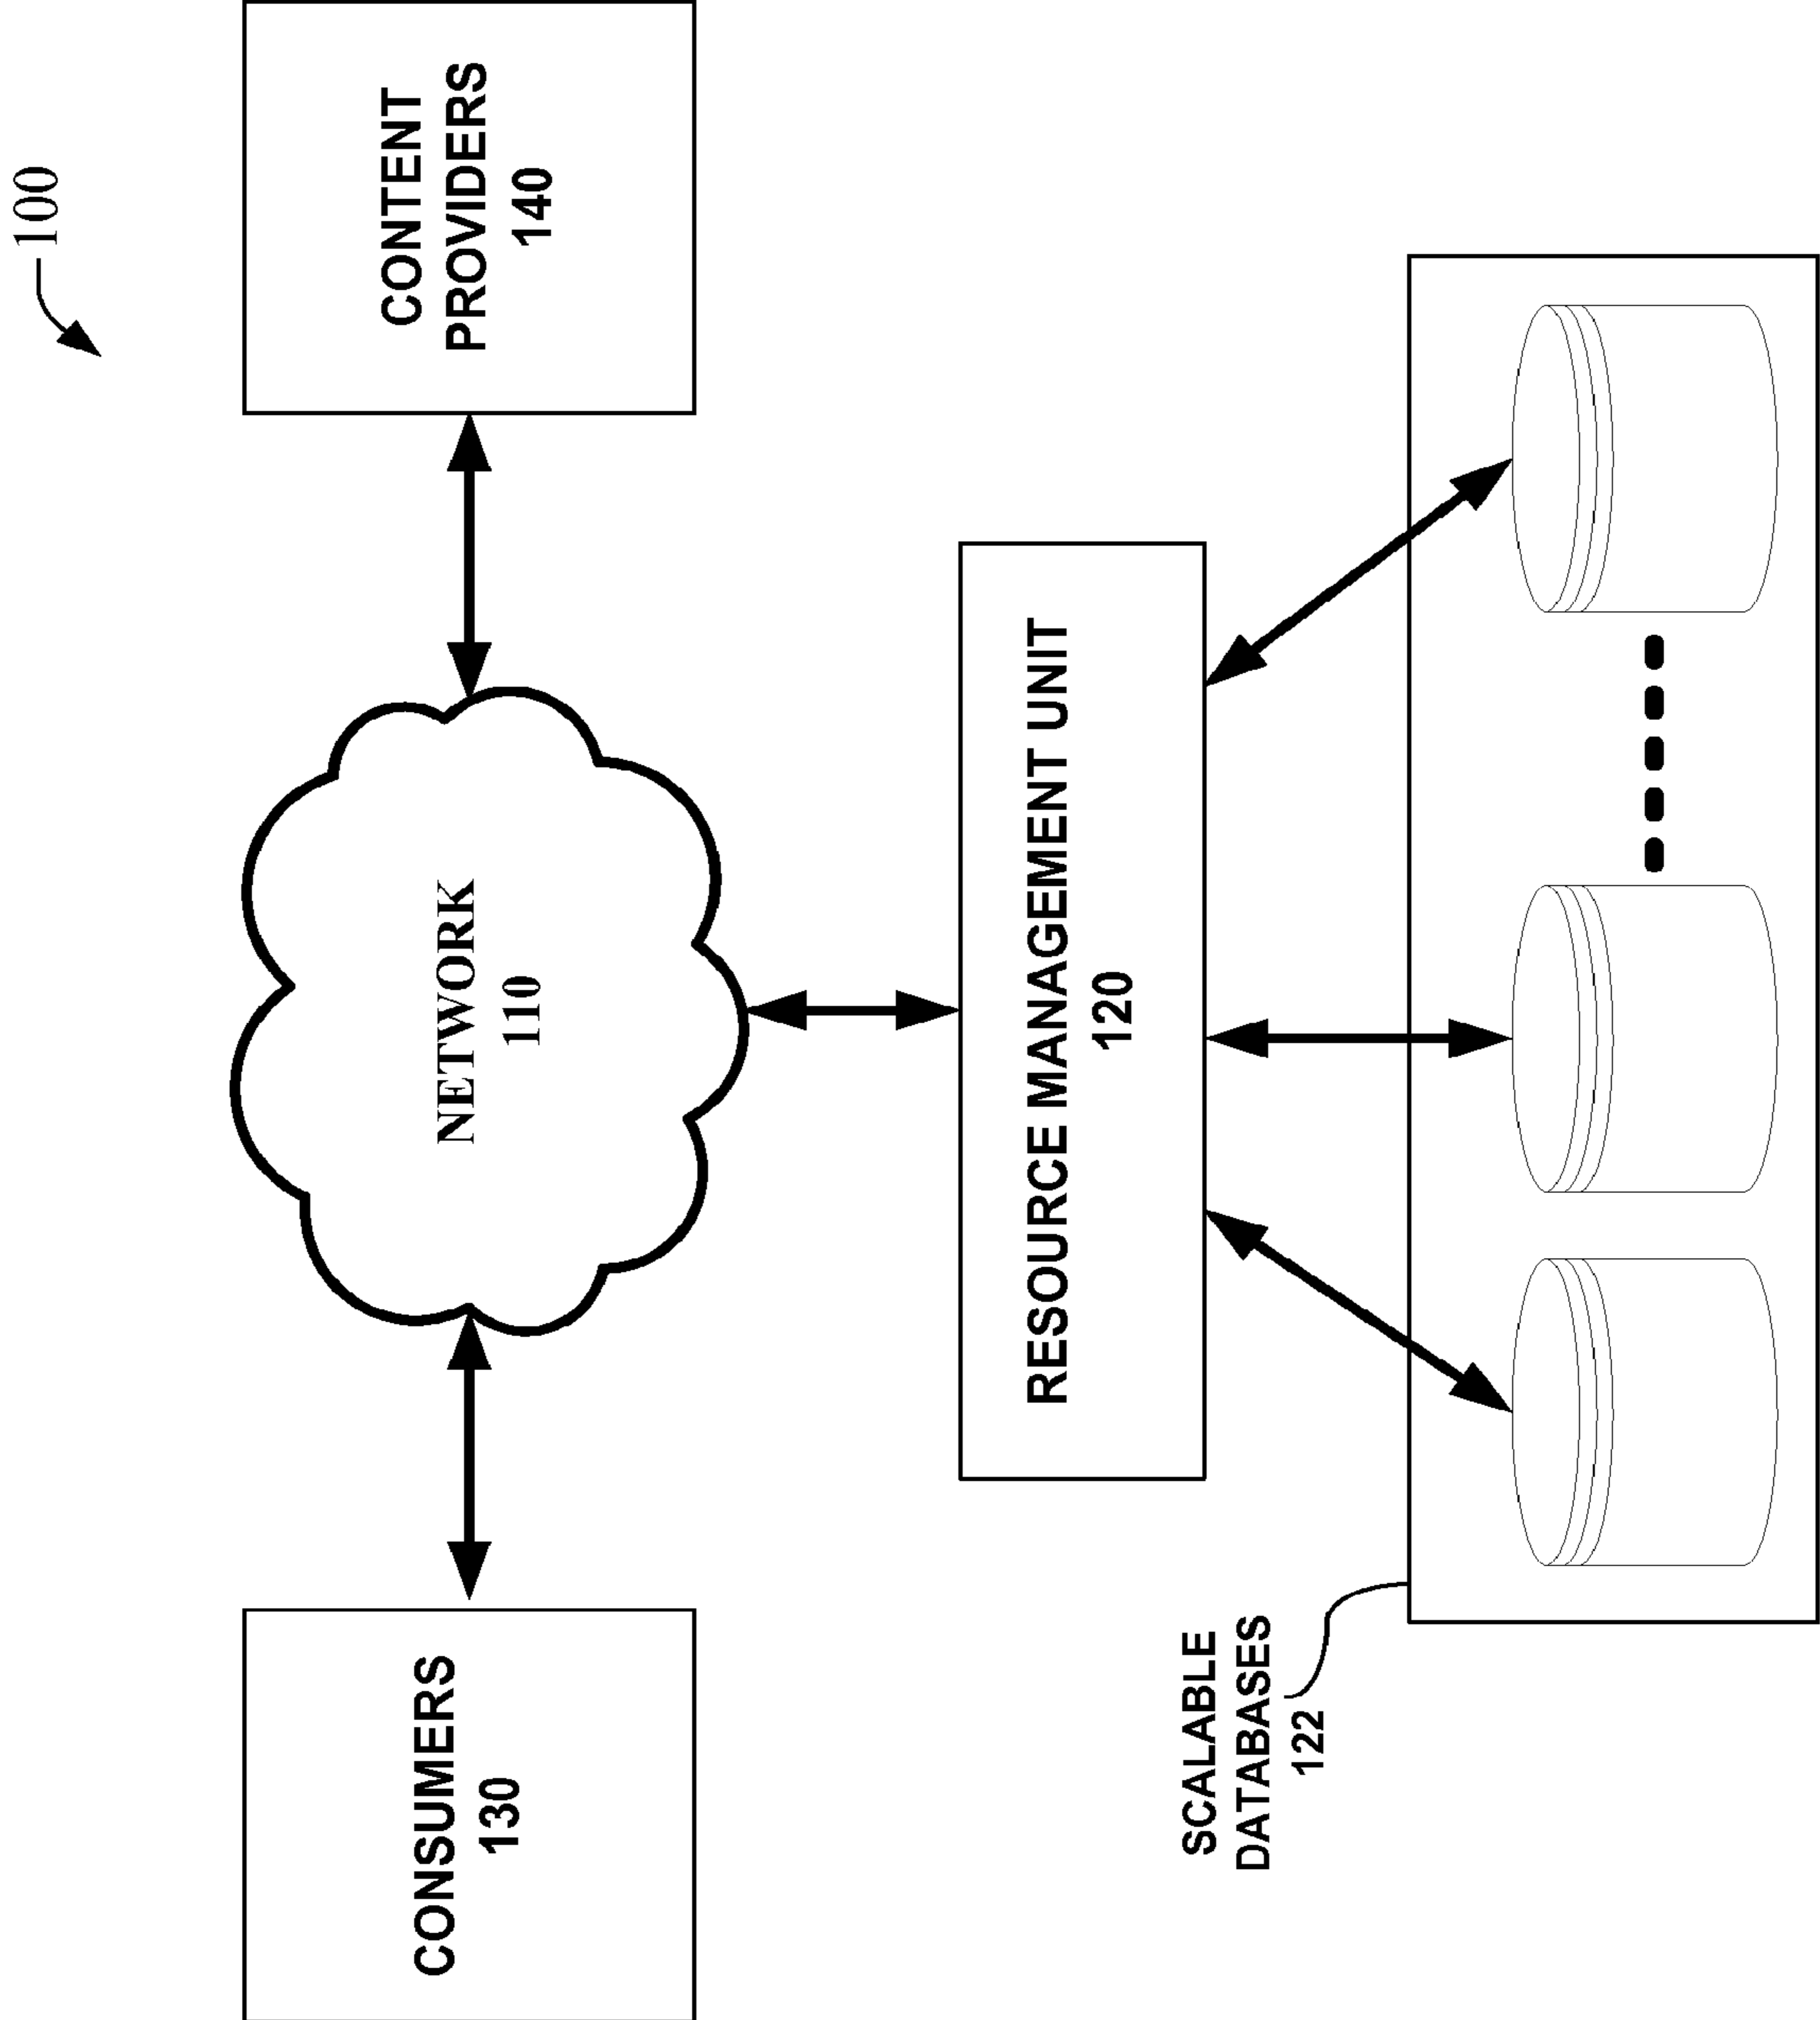 100
CONSUMERS
130
NETWORK
110
CONTENT
PROVIDERS
140
RESOURCE MANAGEMENT UNIT
120
SCALABLE
DATABASES
122